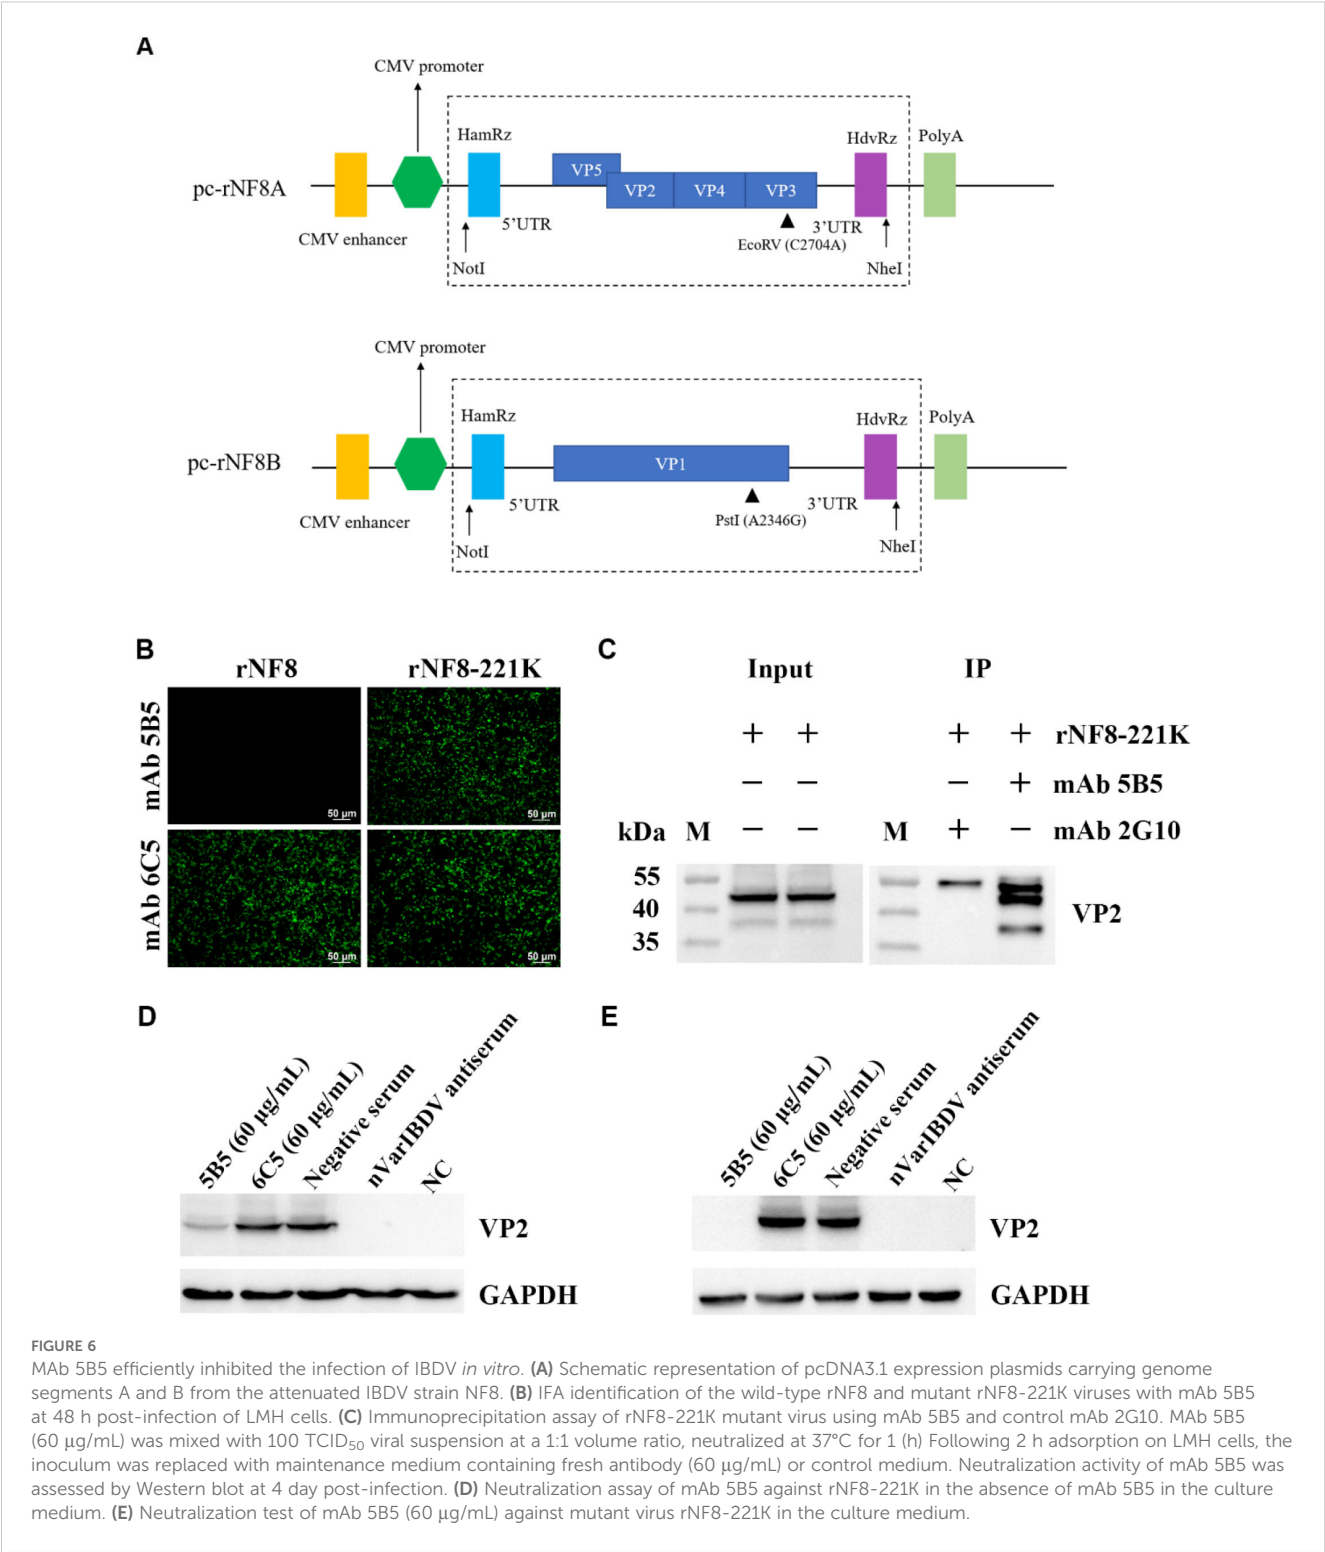 A
CMV promoter
HamRz
HdvRz
PolyA
VP5
pc-rNF8A
VP2
VP4
VP3
5’UTR
3’UTR
CMV enhancer
EcoRV (C2704A)
NotI
NheI
CMV promoter
HamRz
HdvRz
PolyA
pc-rNF8B
VP1
5’UTR
3’UTR
CMV enhancer
PstI (A2346G)
NotI
NheI
B
rNF8
rNF8-221K
mAb 5B5
50 µm
50 µm
mAb 6C5
50 µm
50 µm
C
Input
IP
+ + + + rNF8-221K
− − − + mAb 5B5
kDa M − − M + − mAb 2G10
55
40
35
VP2
D
5B5 (60 µg/mL)
6C5 (60 µg/mL)
Negative serum
nVarIBDV antiserum
NC
VP2
GAPDH
E
5B5 (60 µg/mL)
6C5 (60 µg/mL)
Negative serum
nVarIBDV antiserum
NC
VP2
GAPDH
FIGURE 6
MAb 5B5 efficiently inhibited the infection of IBDV in vitro. (A) Schematic representation of pcDNA3.1 expression plasmids carrying genome
segments A and B from the attenuated IBDV strain NF8. (B) IFA identification of the wild-type rNF8 and mutant rNF8-221K viruses with mAb 5B5
at 48 h post-infection of LMH cells. (C) Immunoprecipitation assay of rNF8-221K mutant virus using mAb 5B5 and control mAb 2G10. MAb 5B5
(60 µg/mL) was mixed with 100 TCID50 viral suspension at a 1:1 volume ratio, neutralized at 37°C for 1 (h) Following 2 h adsorption on LMH cells, the
inoculum was replaced with maintenance medium containing fresh antibody (60 µg/mL) or control medium. Neutralization activity of mAb 5B5 was
assessed by Western blot at 4 day post-infection. (D) Neutralization assay of mAb 5B5 against rNF8-221K in the absence of mAb 5B5 in the culture
medium. (E) Neutralization test of mAb 5B5 (60 µg/mL) against mutant virus rNF8-221K in the culture medium.